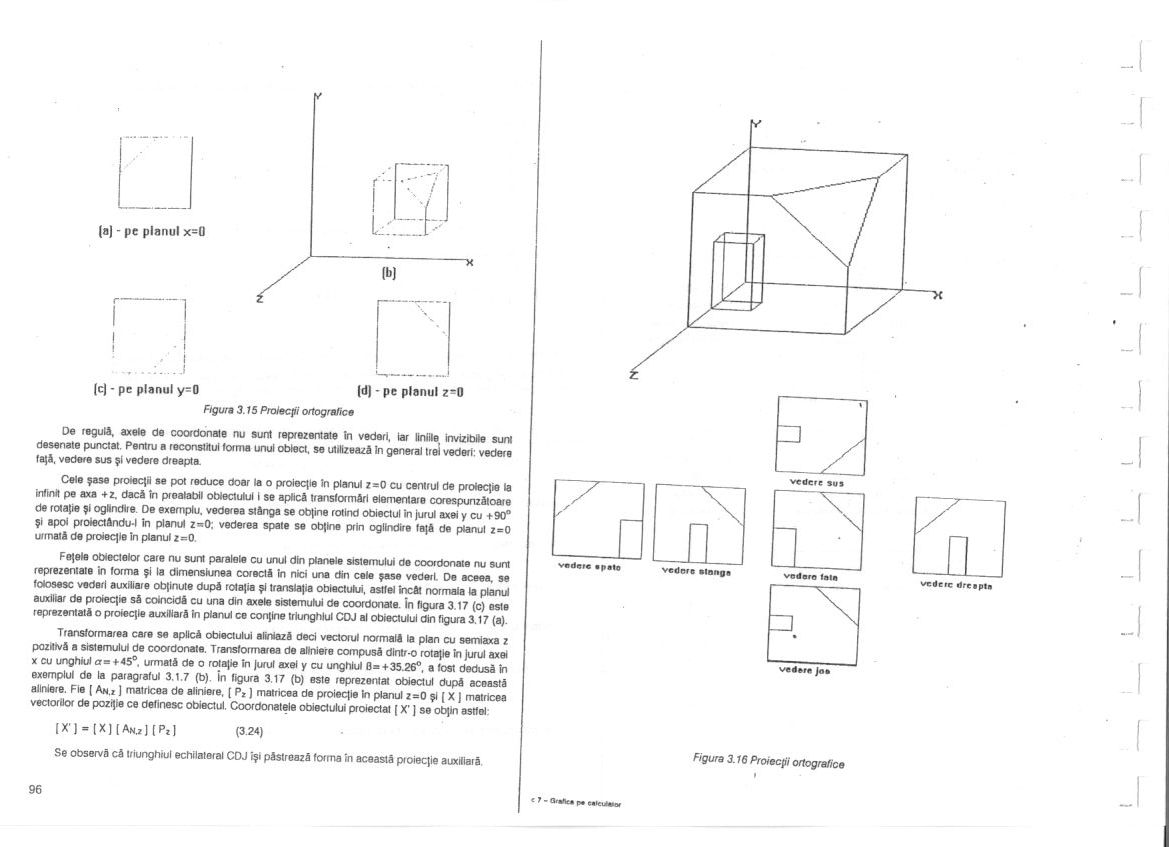 Y
(a) - pe planul x=0
X
(b)
Z
(c) - pe planul y=0
(d) - pe planul z=0
Figura 3.15 Proiecţii ortografice
De regulă, axele de coordonate nu sunt reprezentate în vederi, iar liniile invizibile sunt
desenate punctat. Pentru a reconstitui forma unui obiect, se utilizează în general trei vederi: vedere
faţă, vedere sus şi vedere dreapta.
Cele şase proiecţii se pot reduce doar la o proiecţie în planul z=0 cu centrul de proiecţie la
infinit pe axa +z, dacă în prealabil obiectului i se aplică transformări elementare corespunzătoare
de rotaţie şi oglindire. De exemplu, vederea stânga se obţine rotind obiectul în jurul axei y cu +90°
şi apoi proiectându-l în planul z=0; vederea spate se obţine prin oglindire faţă de planul z=0
urmată de proiecţie în planul z=0.
Feţele obiectelor care nu sunt paralele cu unul din planele sistemului de coordonate nu sunt
reprezentate în forma şi la dimensiunea corectă în nici una din cele şase vederi. De aceea, se
folosesc vederi auxiliare obţinute după rotaţia şi translaţia obiectului, astfel încât normala la planul
auxiliar de proiecţie să coincidă cu una din axele sistemului de coordonate. În figura 3.17 (c) este
reprezentată o proiecţie auxiliară în planul ce conţine triunghiul CDJ al obiectului din figura 3.17 (a).
Transformarea care se aplică obiectului aliniază deci vectorul normală la plan cu semiaxa z
pozitivă a sistemului de coordonate. Transformarea de aliniere compusă dintr-o rotaţie în jurul axei
x cu unghiul α=+45°, urmată de o rotaţie în jurul axei y cu unghiul β=+35.26°, a fost dedusă în
exemplul de la paragraful 3.1.7 (b). În figura 3.17 (b) este reprezentat obiectul după această
aliniere. Fie [ AN,z ] matricea de aliniere, [ Pz ] matricea de proiecţie în planul z=0 şi [ X ] matricea
vectorilor de poziţie ce definesc obiectul. Coordonatele obiectului proiectat [ X' ] se obţin astfel:
[ X' ] = [ X ] [ AN,z ] [ Pz ] (3.24)
Se observă că triunghiul echilateral CDJ îşi păstrează forma în această proiecţie auxiliară.
96
Y
X
Z
vedere sus
vedere spate
vedere stanga
vedere fata
vedere dreapta
vedere jos
Figura 3.16 Proiecţii ortografice
c 7 – Grafica pe calculator